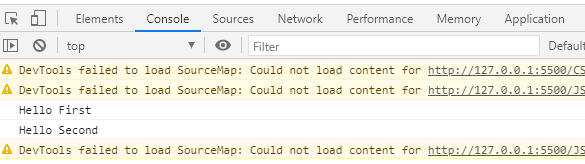 Elements Console Sources Network Performance Memory Application
top Filter Default
DevTools failed to load SourceMap: Could not load content for http://127.0.0.1:5500/CS
DevTools failed to load SourceMap: Could not load content for http://127.0.0.1:5500/JS
Hello First
Hello Second
DevTools failed to load SourceMap: Could not load content for http://127.0.0.1:5500/JS